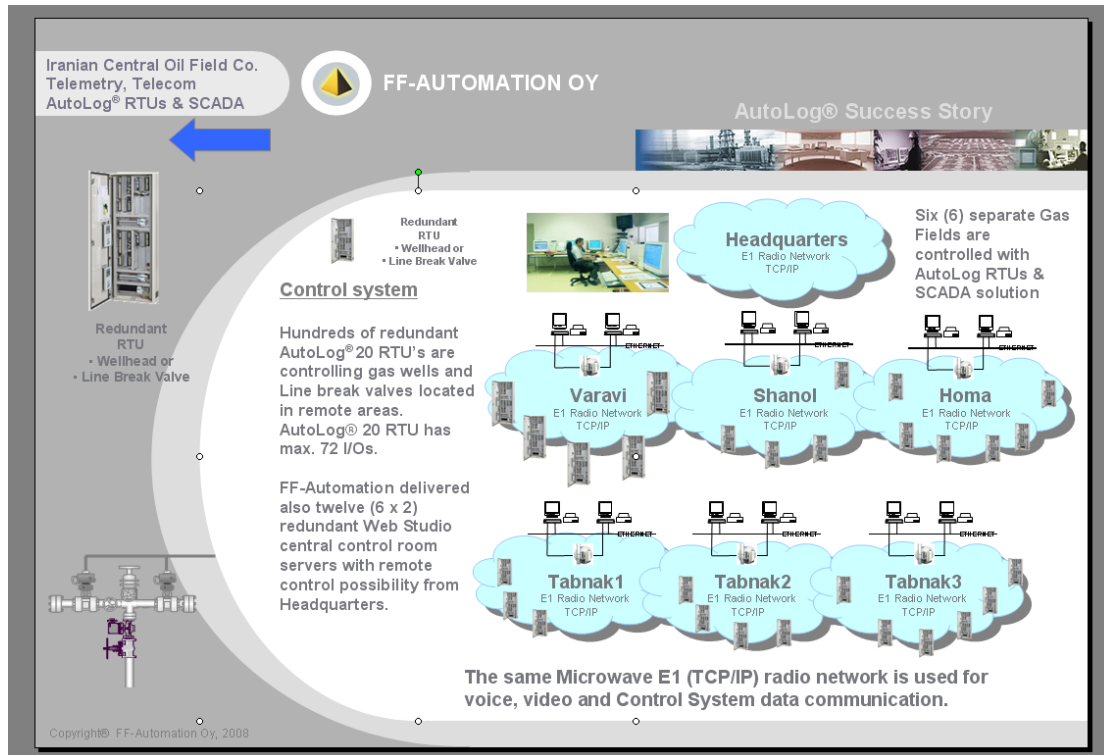 Iranian Central Oil Field Co.
Telemetry, Telecom
AutoLog® RTUs & SCADA
FF-AUTOMATION OY
AutoLog® Success Story
Redundant
RTU
• Wellhead or
• Line Break Valve
Redundant
RTU
• Wellhead or
• Line Break Valve
Control system
Hundreds of redundant
AutoLog® 20 RTU's are
controlling gas wells and
Line break valves located
in remote areas.
AutoLog® 20 RTU has
max. 72 I/Os.
FF-Automation delivered
also twelve (6 x 2)
redundant Web Studio
central control room
servers with remote
control possibility from
Headquarters.
Headquarters
E1 Radio Network
TCP/IP
Six (6) separate Gas
Fields are
controlled with
AutoLog RTUs &
SCADA solution
ETHERNET
Varavi
E1 Radio Network
TCP/IP
ETHERNET
Shanol
E1 Radio Network
TCP/IP
ETHERNET
Homa
E1 Radio Network
TCP/IP
ETHERNET
Tabnak1
E1 Radio Network
TCP/IP
ETHERNET
Tabnak2
E1 Radio Network
TCP/IP
ETHERNET
Tabnak3
E1 Radio Network
TCP/IP
The same Microwave E1 (TCP/IP) radio network is used for
voice, video and Control System data communication.
Copyright® FF-Automation Oy, 2008